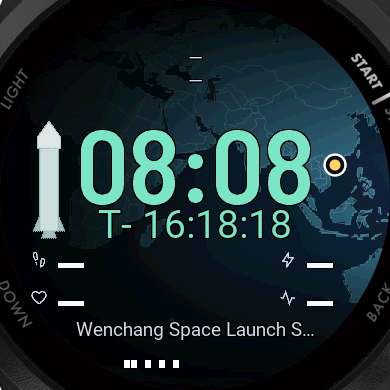 LIGHT
START
08:08
T- 16:18:18
DOWN
BACK
Wenchang Space Launch S...